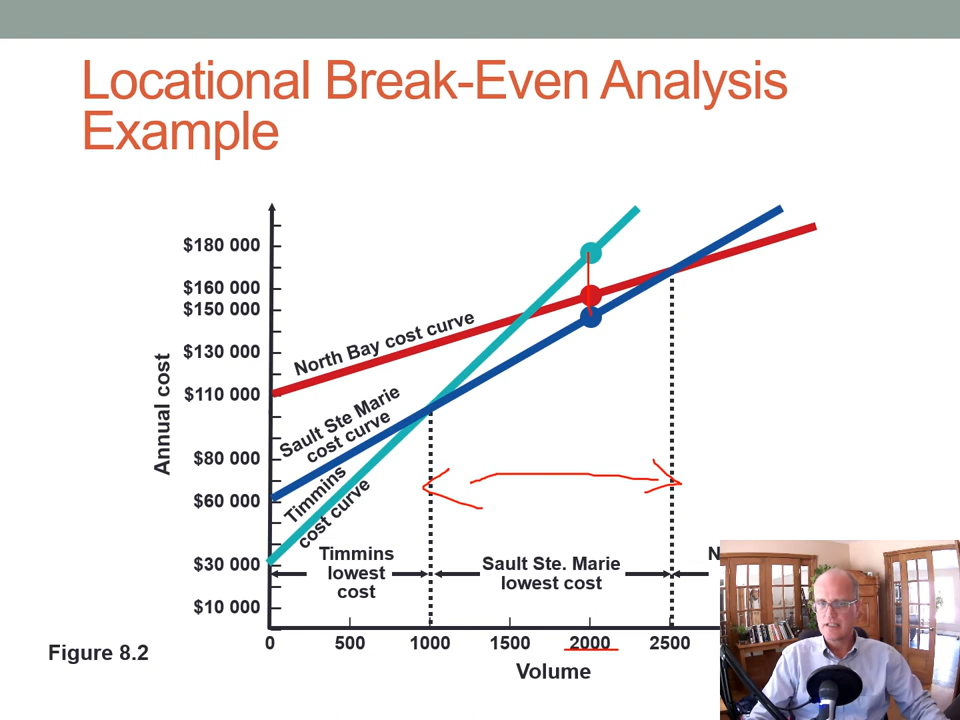 Locational Break-Even Analysis
Example
Annual cost
$180 000
$160 000
$150 000
$130 000
$110 000
$80 000
$60 000
$30 000
$10 000
North Bay cost curve
Sault Ste Marie
cost curve
Timmins
cost curve
Timmins
lowest
cost
Sault Ste. Marie
lowest cost
N
0
500
1000
1500
2000
2500
Volume
Figure 8.2